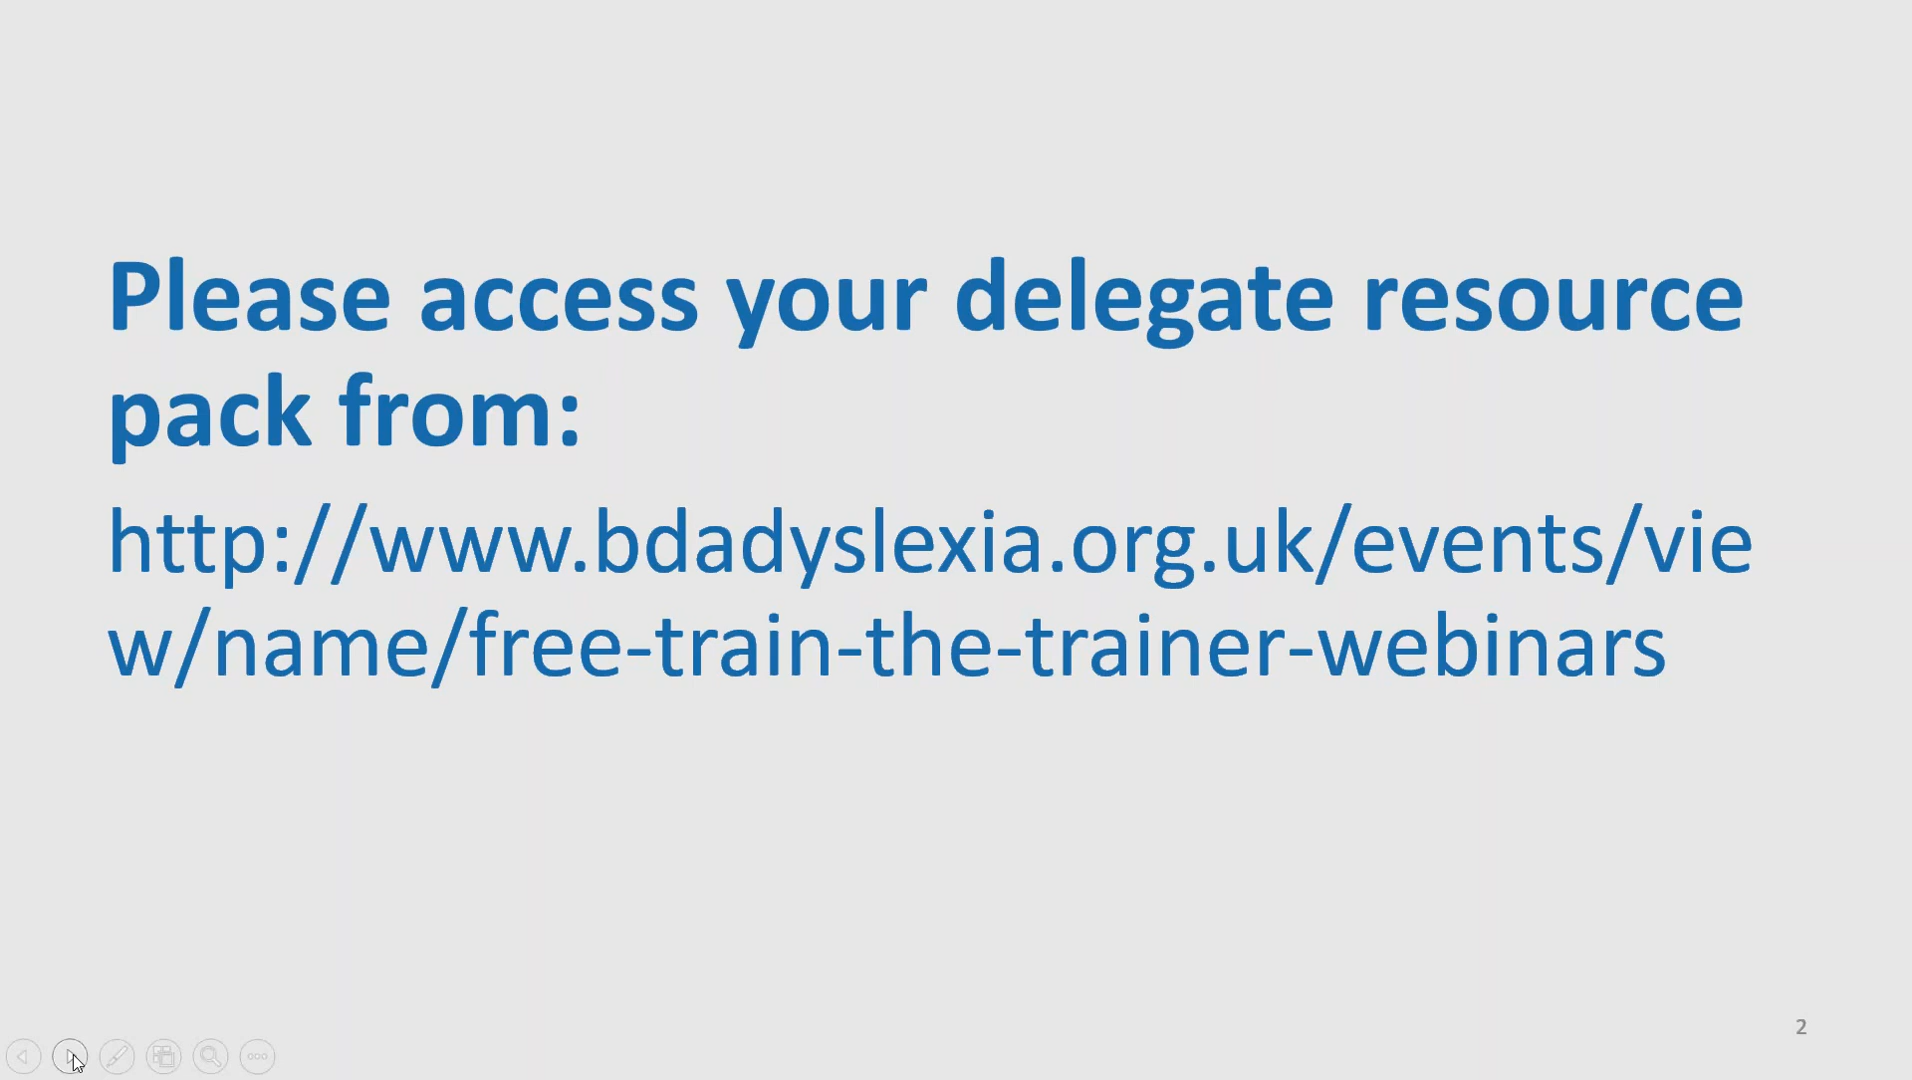 Please access your delegate resource
pack from:
http://www.bdadyslexia.org.uk/events/vie
w/name/free-train-the-trainer-webinars
2